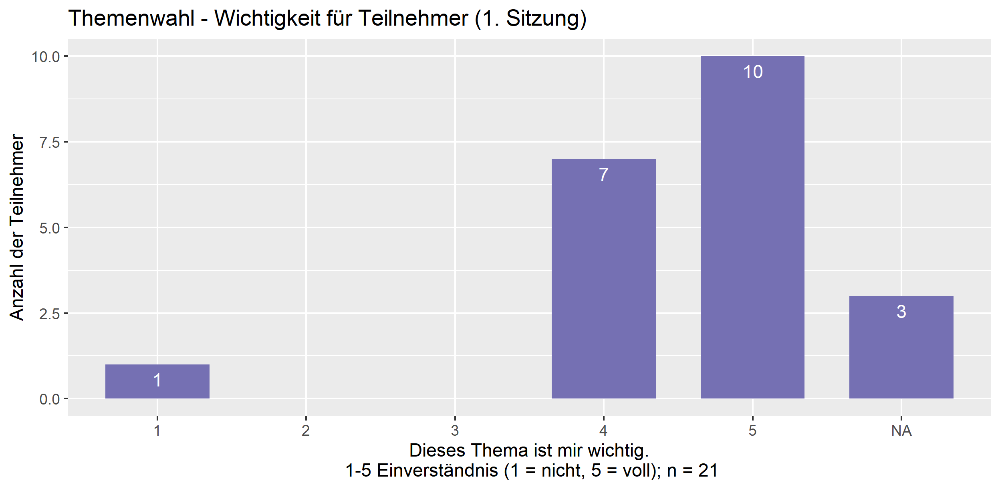 Themenwahl - Wichtigkeit für Teilnehmer (1. Sitzung)
Anzahl der Teilnehmer
10.0
7.5
5.0
2.5
0.0
1
7
10
3
1
2
3
4
5
NA
Dieses Thema ist mir wichtig.
1-5 Einverständnis (1 = nicht, 5 = voll); n = 21